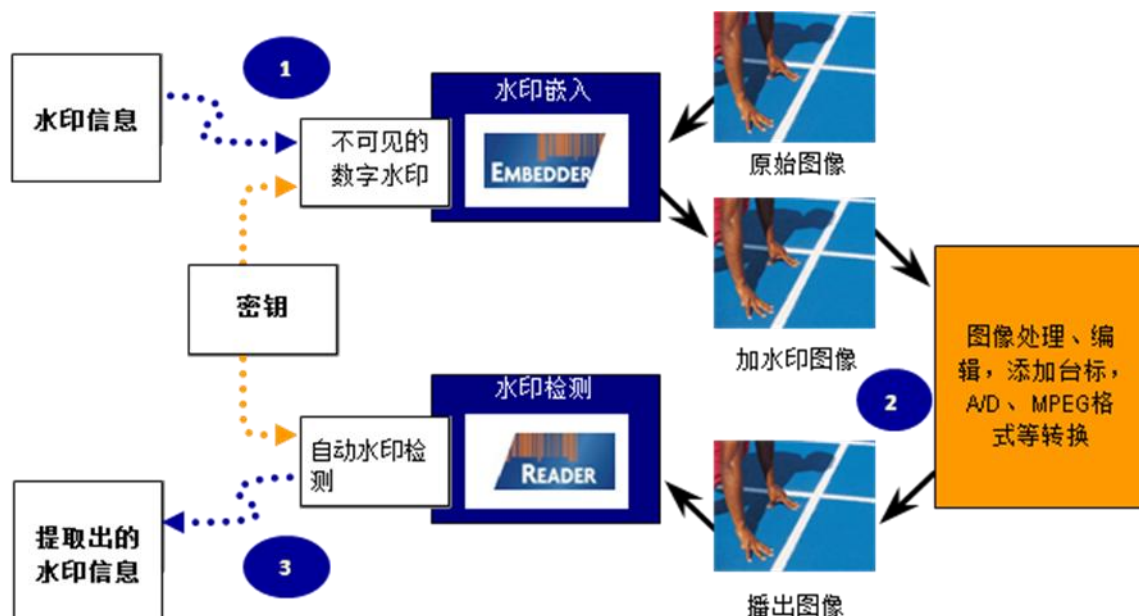 1
水印信息
水印嵌入
不可见的
数字水印
EMBEDDER
原始图像
密钥
加水印图像
图像处理、编
辑，添加台标，
A/D、MPEG格
式等转换
2
水印检测
自动水印检
测
READER
提取出的
水印信息
3
播出图像